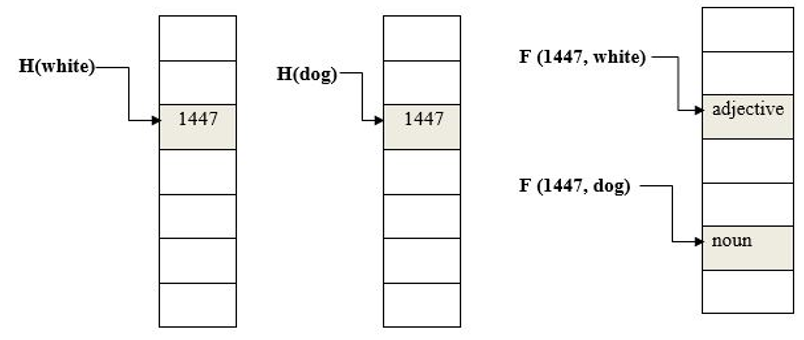 H(white)
1447
H(dog)
1447
F (1447, white)
adjective
F (1447, dog)
noun